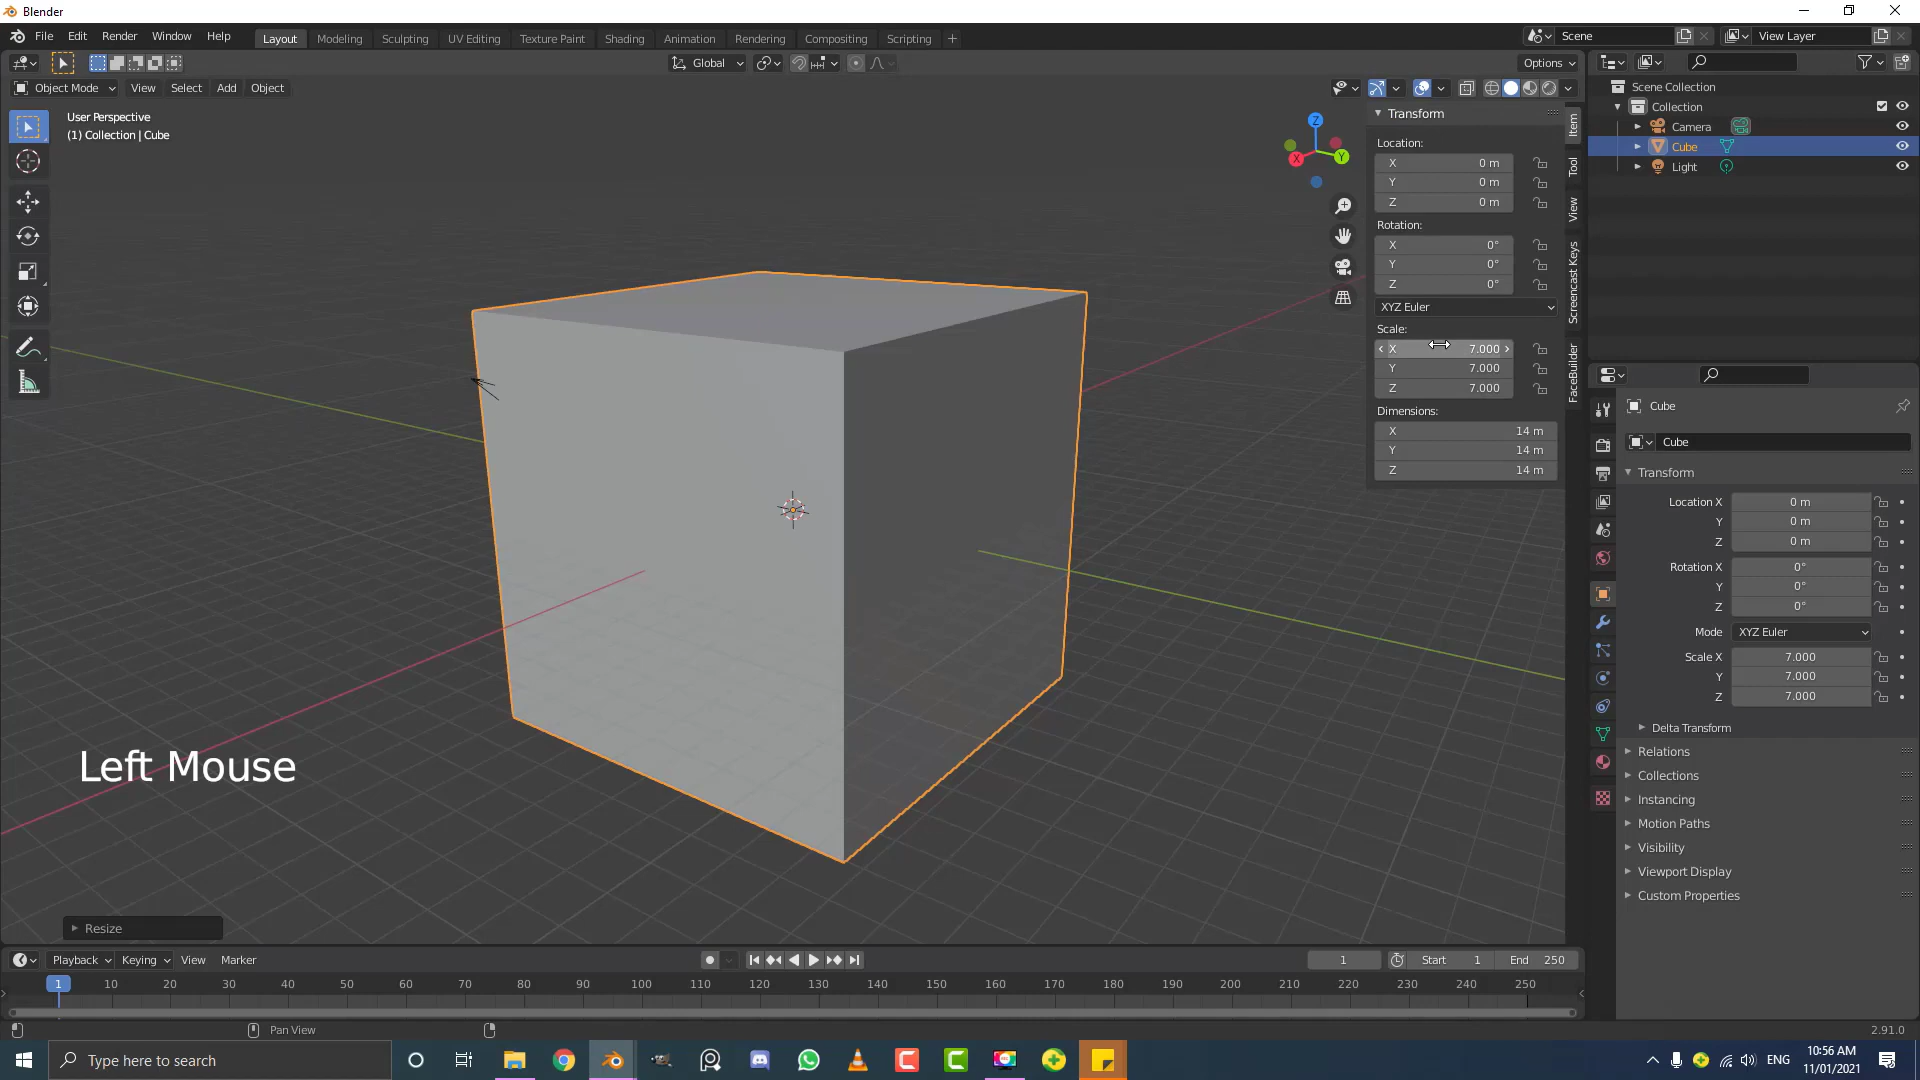 Blender
File Edit Render Window Help
Layout Modeling Sculpting UV Editing Texture Paint Shading Animation Rendering Compositing Scripting +
Scene
View Layer
Global
Options
Object Mode View Select Add Object
User Perspective
(1) Collection | Cube
Z
X
Y
Transform
Location:
X 0 m
Y 0 m
Z 0 m
Rotation:
X 0°
Y 0°
Z 0°
XYZ Euler
Scale:
X 7.000
Y 7.000
Z 7.000
Dimensions:
X 14 m
Y 14 m
Z 14 m
Item
Tool
View
Screencast Keys
FaceBuilder
Scene Collection
Collection
Camera
Cube
Light
Cube
Cube
Transform
Location X 0 m
Y 0 m
Z 0 m
Rotation X 0°
Y 0°
Z 0°
Mode XYZ Euler
Scale X 7.000
Y 7.000
Z 7.000
Delta Transform
Relations
Collections
Instancing
Motion Paths
Visibility
Viewport Display
Custom Properties
Left Mouse
Resize
Playback Keying View Marker
1 Start 1 End 250
1 10 20 30 40 50 60 70 80 90 100 110 120 130 140 150 160 170 180 190 200 210 220 230 240 250
Pan View
2.91.0
Type here to search
ENG
10:56 AM
11/01/2021